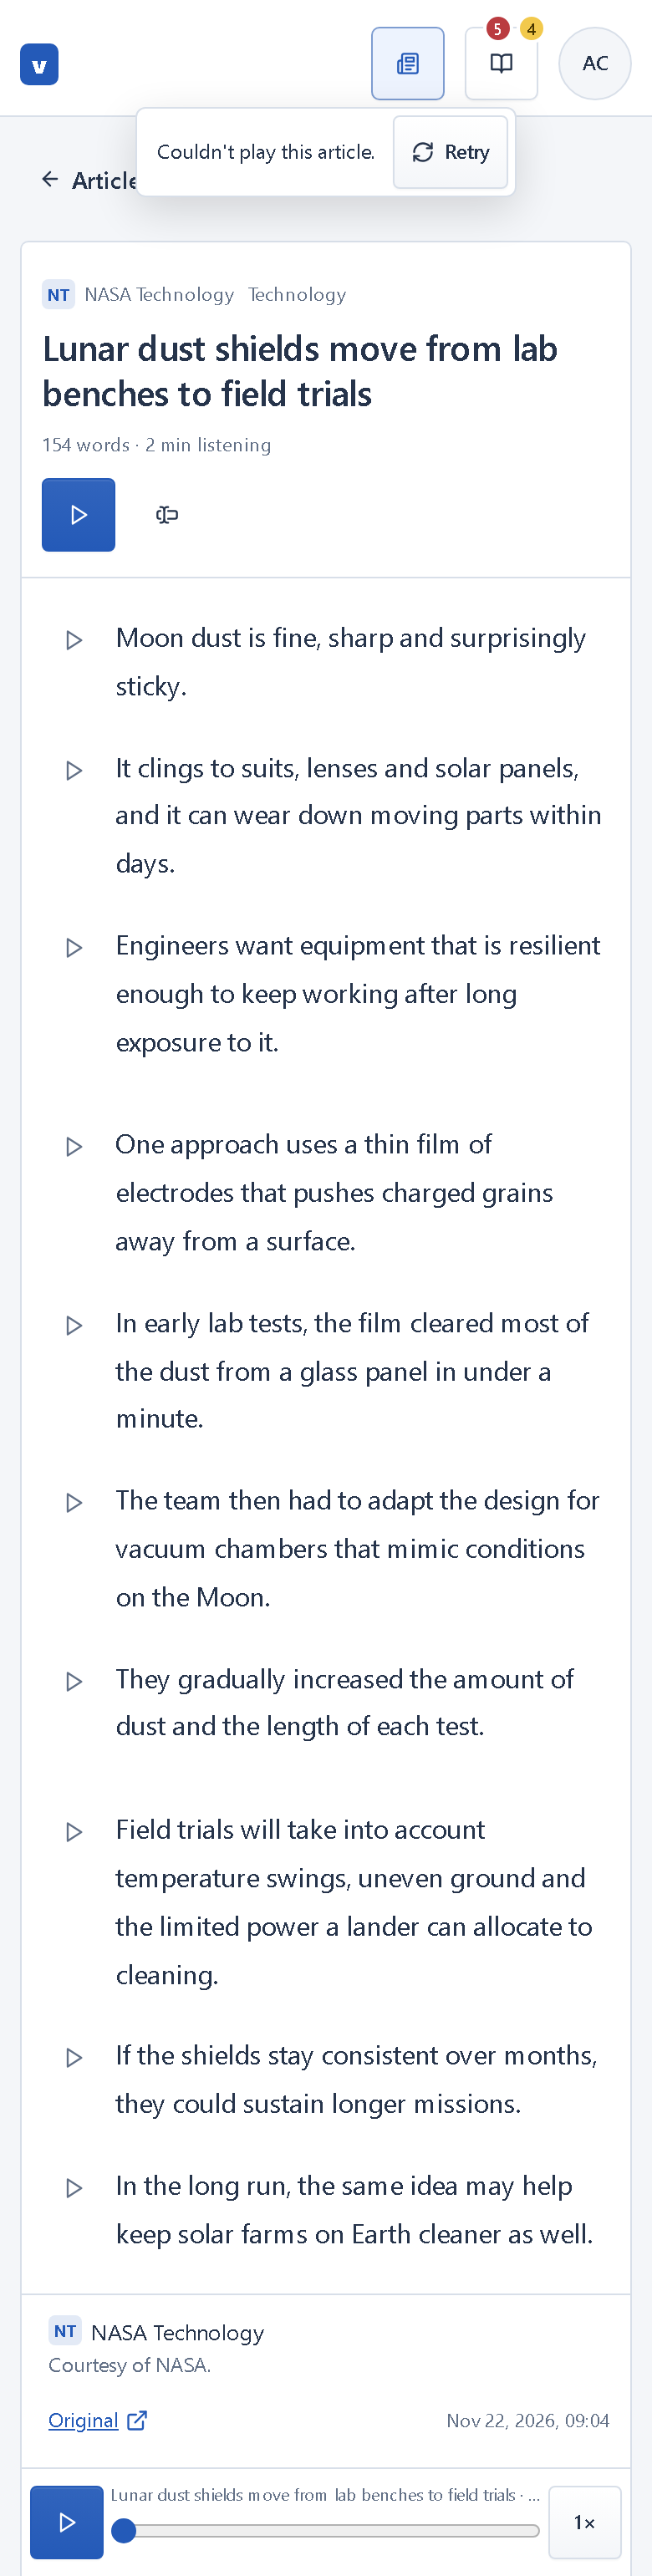 v
5
4
AC
Couldn't play this article.
Retry
Article
NT NASA Technology Technology
Lunar dust shields move from lab
benches to field trials
154 words · 2 min listening
Moon dust is fine, sharp and surprisingly
sticky.
It clings to suits, lenses and solar panels,
and it can wear down moving parts within
days.
Engineers want equipment that is resilient
enough to keep working after long
exposure to it.
One approach uses a thin film of
electrodes that pushes charged grains
away from a surface.
In early lab tests, the film cleared most of
the dust from a glass panel in under a
minute.
The team then had to adapt the design for
vacuum chambers that mimic conditions
on the Moon.
They gradually increased the amount of
dust and the length of each test.
Field trials will take into account
temperature swings, uneven ground and
the limited power a lander can allocate to
cleaning.
If the shields stay consistent over months,
they could sustain longer missions.
In the long run, the same idea may help
keep solar farms on Earth cleaner as well.
NT NASA Technology
Courtesy of NASA.
Original
Nov 22, 2026, 09:04
Lunar dust shields move from lab benches to field trials · ...
1×